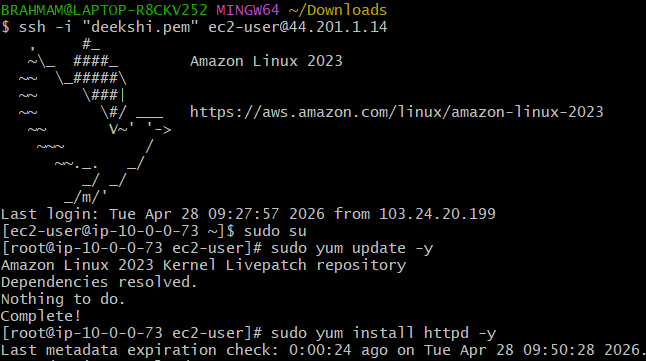 BRAHMAM@LAPTOP-R8CKV252 MINGW64 ~/Downloads
$ ssh -i "deekshi.pem" ec2-user@44.201.1.14
   ,     #_
   ~\_  ####_        Amazon Linux 2023
  ~~  \_#####\
  ~~     \###|
  ~~       \#/ ___   https://aws.amazon.com/linux/amazon-linux-2023
   ~~       V~' '->
    ~~~         /
      ~~._.   _/
         _/ _/
       _/m/'
Last login: Tue Apr 28 09:27:57 2026 from 103.24.20.199
[ec2-user@ip-10-0-0-73 ~]$ sudo su
[root@ip-10-0-0-73 ec2-user]# sudo yum update -y
Amazon Linux 2023 Kernel Livepatch repository
Dependencies resolved.
Nothing to do.
Complete!
[root@ip-10-0-0-73 ec2-user]# sudo yum install httpd -y
Last metadata expiration check: 0:00:24 ago on Tue Apr 28 09:50:28 2026.